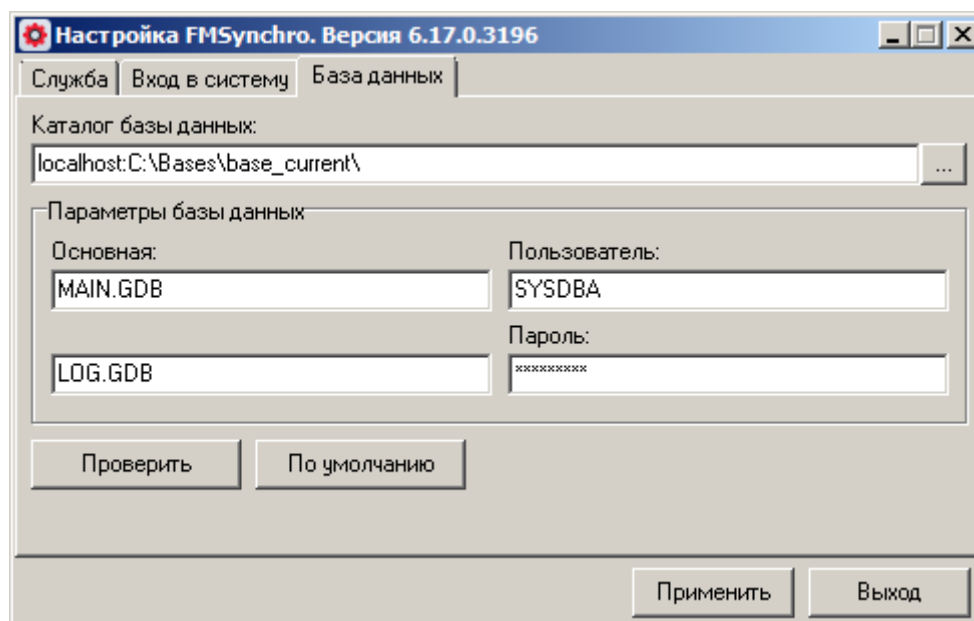 Настройка FMSynchro. Версия 6.17.0.3196
Служба Вход в систему База данных
Каталог базы данных:
localhost:C:\Bases\base_current\ ...
Параметры базы данных
Основная: Пользователь:
MAIN.GDB SYSDBA
Пароль:
LOG.GDB *********
Проверить По умолчанию
Применить Выход